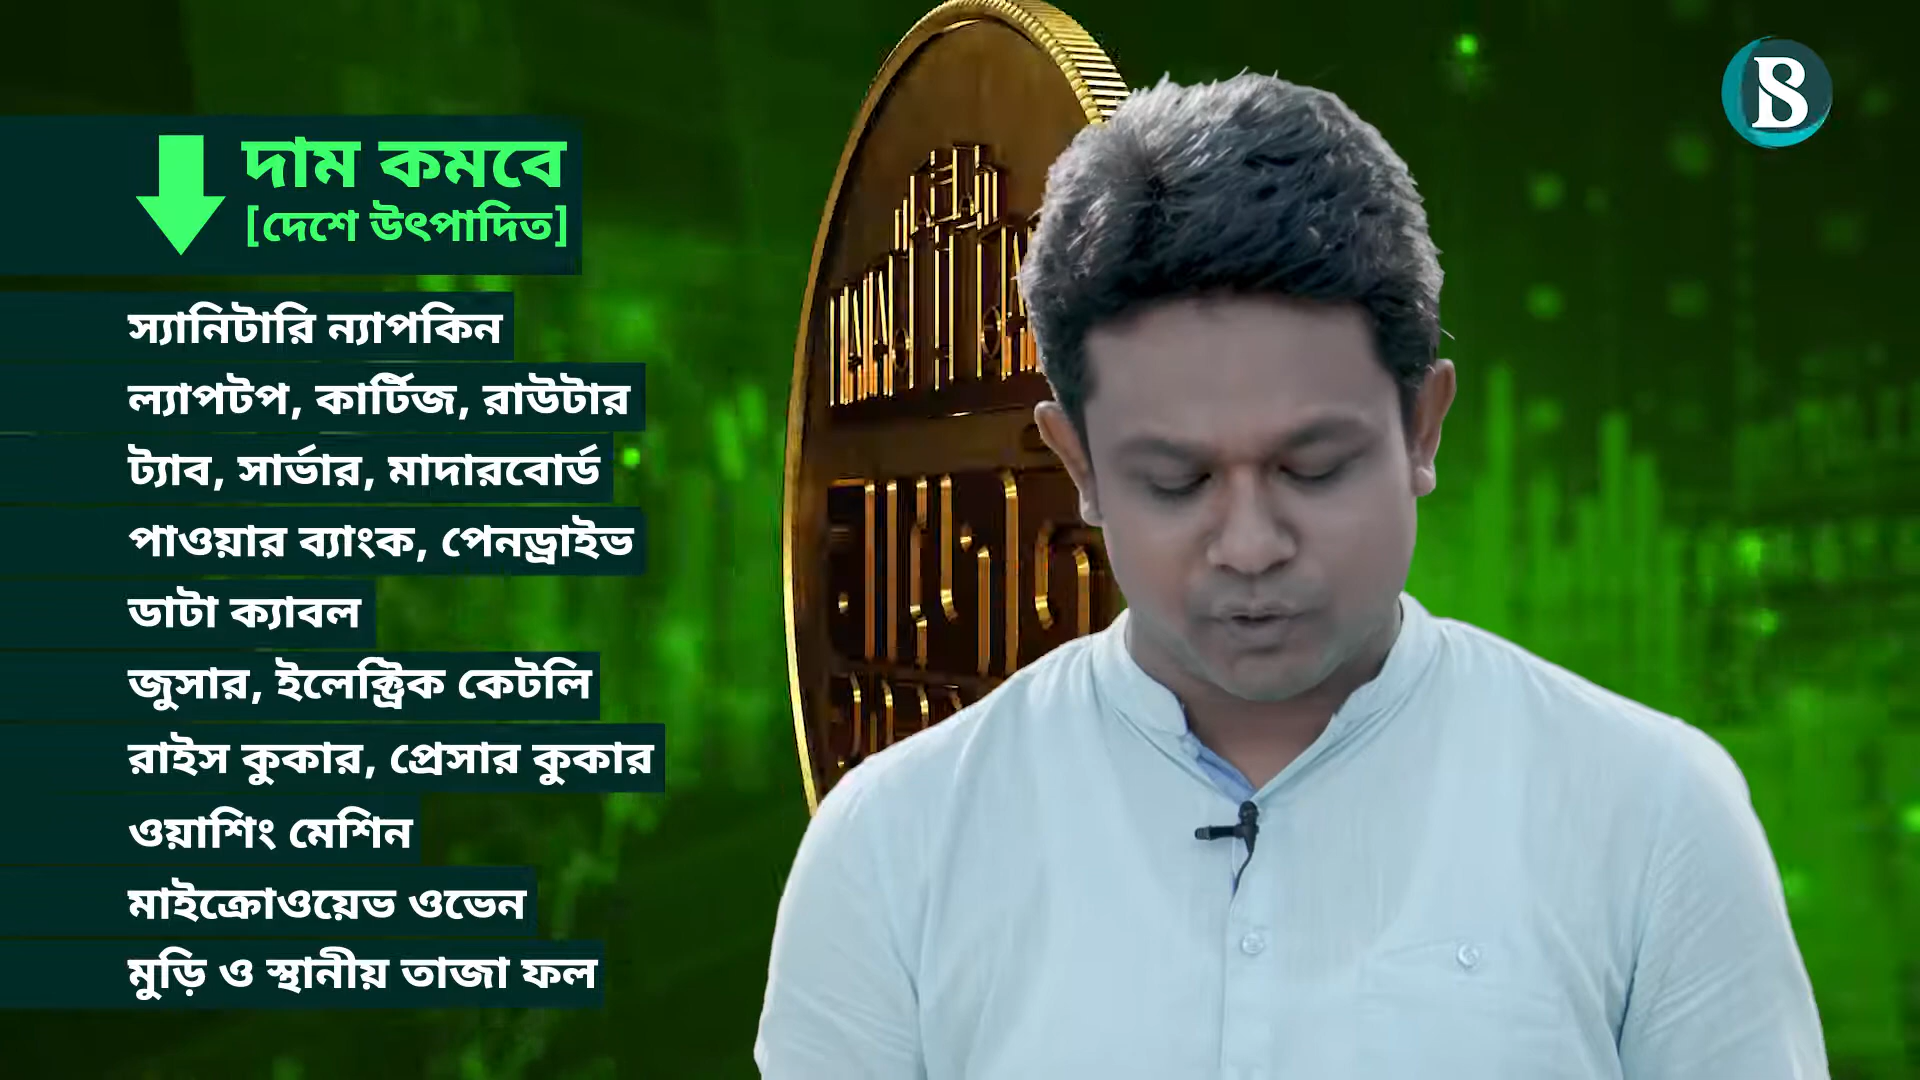 দাম কমবে
[দেশে উৎপাদিত]
স্যানিটারি ন্যাপকিন
ল্যাপটপ, কার্টিজ, রাউটার
ট্যাব, সার্ভার, মাদারবোর্ড
পাওয়ার ব্যাংক, পেনড্রাইভ
ডাটা ক্যাবল
জুসার, ইলেক্ট্রিক কেটলি
রাইস কুকার, প্রেসার কুকার
ওয়াশিং মেশিন
মাইক্রোওয়েভ ওভেন
মুড়ি ও স্থানীয় তাজা ফল